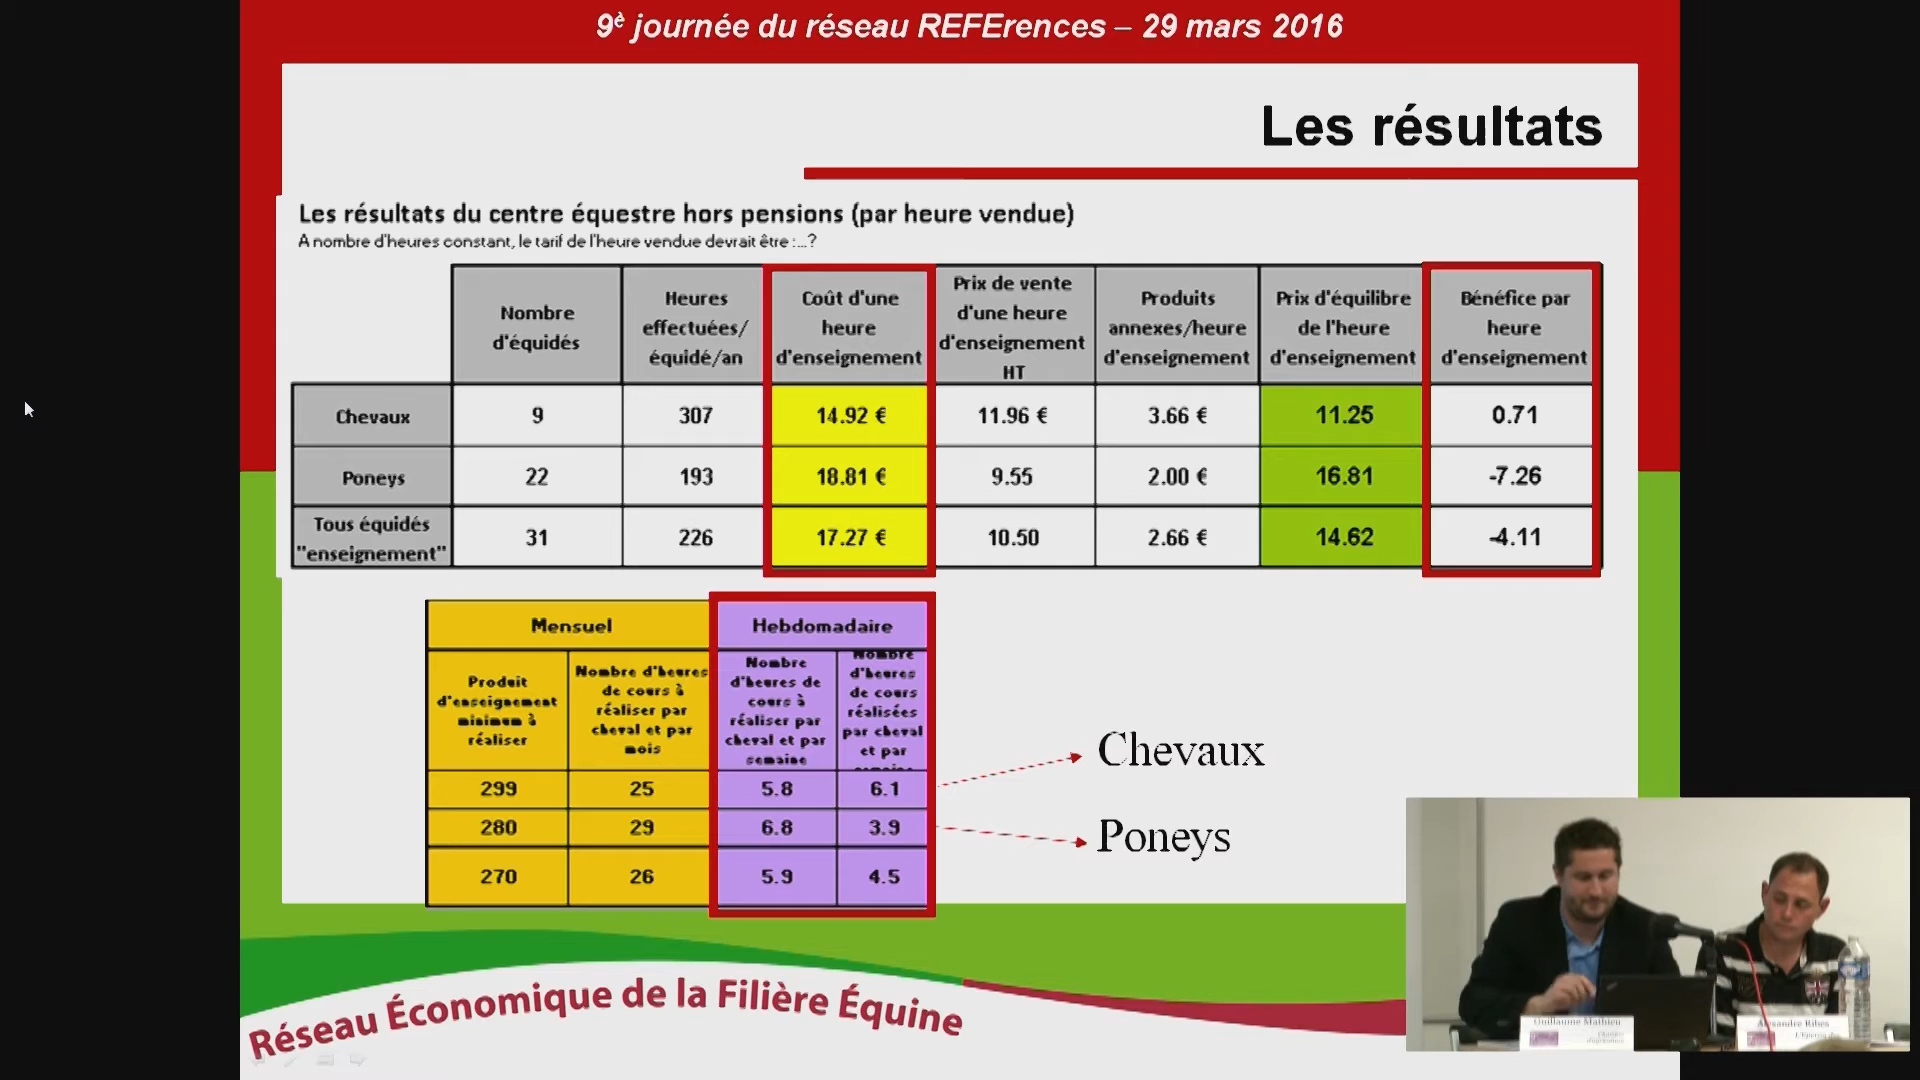 9è journée du réseau REFErences – 29 mars 2016
Les résultats
Les résultats du centre équestre hors pensions (par heure vendue)
A nombre d'heures constant, le tarif de l'heure vendue devrait être :...?
Nombre d'équidés
Heures effectuées/ équidé/an
Coût d'une heure d'enseignement
Prix de vente d'une heure d'enseignement HT
Produits annexes/heure d'enseignement
Prix d'équilibre de l'heure d'enseignement
Bénéfice par heure d'enseignement
Chevaux 9 307 14.92 € 11.96 € 3.66 € 11.25 0.71
Poneys 22 193 18.81 € 9.55 2.00 € 16.81 -7.26
Tous équidés "enseignement" 31 226 17.27 € 10.50 2.66 € 14.62 -4.11
Mensuel Hebdomadaire
Produit d'enseignement minimum à réaliser
Nombre d'heures de cours à réaliser par cheval et par mois
Nombre d'heures de cours à réaliser par cheval et par semaine
Nombre d'heures de cours réalisées par cheval et par semaine
299 25 5.8 6.1
280 29 6.8 3.9
270 26 5.9 4.5
Chevaux
Poneys
Réseau Économique de la Filière Équine
Guillaume Mathieu